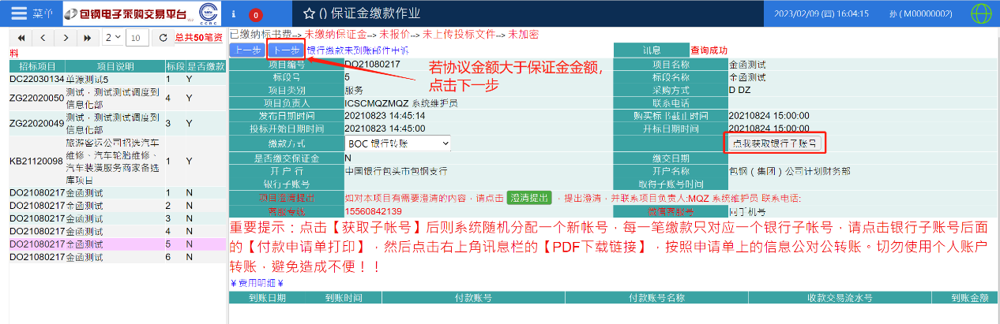 菜单
包钢电子采购交易平台
CCRC
i
0
☆ () 保证金缴款作业
2023/02/09 (四) 16:04:15
孙 ( M00000002)
2
10
总共50笔资料
招标项目 项目说明 标段 是否缴款
DC22030134 单源测试5 1 Y
ZG22020050 测试，测试测试调度到信息化部 4 Y
ZG22020049 测试，测试测试调度到信息化部 3 Y
KB21120098 旅游客运公司招选汽车维修、汽车轮胎维修、汽车装潢服务商家备选库项目 1 Y
DO21080217 金函测试 1 N
DO21080217 金函测试 2 N
DO21080217 金函测试 3 N
DO21080217 金函测试 4 N
DO21080217 金函测试 5 N
DO21080217 金函测试 6 N
已缴纳标书费--> 未缴纳保证金--> 未报价--> 未上传投标文件--> 未加密
上一步 下一步 银行缴款未到账邮件申诉 讯息 查询成功
若协议金额大于保证金金额，
点击下一步
项目编号 DO21080217 项目名称 金函测试
标段号 5 标段名称 金函测试
项目类别 服务 采购方式 D DZ
项目负责人 ICSCMQZMQZ 系统维护员 联系电话
发布日期时间 20210823 14:45:14 购买标书截止时间 20210824 15:00:00
投标开始日期时间 20210823 14:45:00 开标日期时间 20210824 15:00:00
缴款方式 BOC 银行转账 点我获取银行子账号
是否缴交保证金 N 缴交日期
开 户 行 中国银行包头市包钢支行 开户名称 包钢（集团）公司计划财务部
银行子账号 取得子账号时间
项目澄清提出 如对本项目有需要澄清的内容，请点击 澄清提出 ，提出澄清，并联系项目负责人:MQZ 系统维护员 联系电话:
客服专线 15560842139 微信客服号 同手机号
重要提示：点击【获取子帐号】后则系统随机分配一个新帐号，每一笔缴款只对应一个银行子帐号，请点击银行子账号后面
的【付款申请单打印】，然后点击右上角讯息栏的【PDF下载链接】，按照申请单上的信息公对公转账。切勿使用个人账户
转账，避免造成不便！！
¥费用明细¥
到账日期 到账时间 付款账号 付款账号名称 收款交易流水号 到账金额